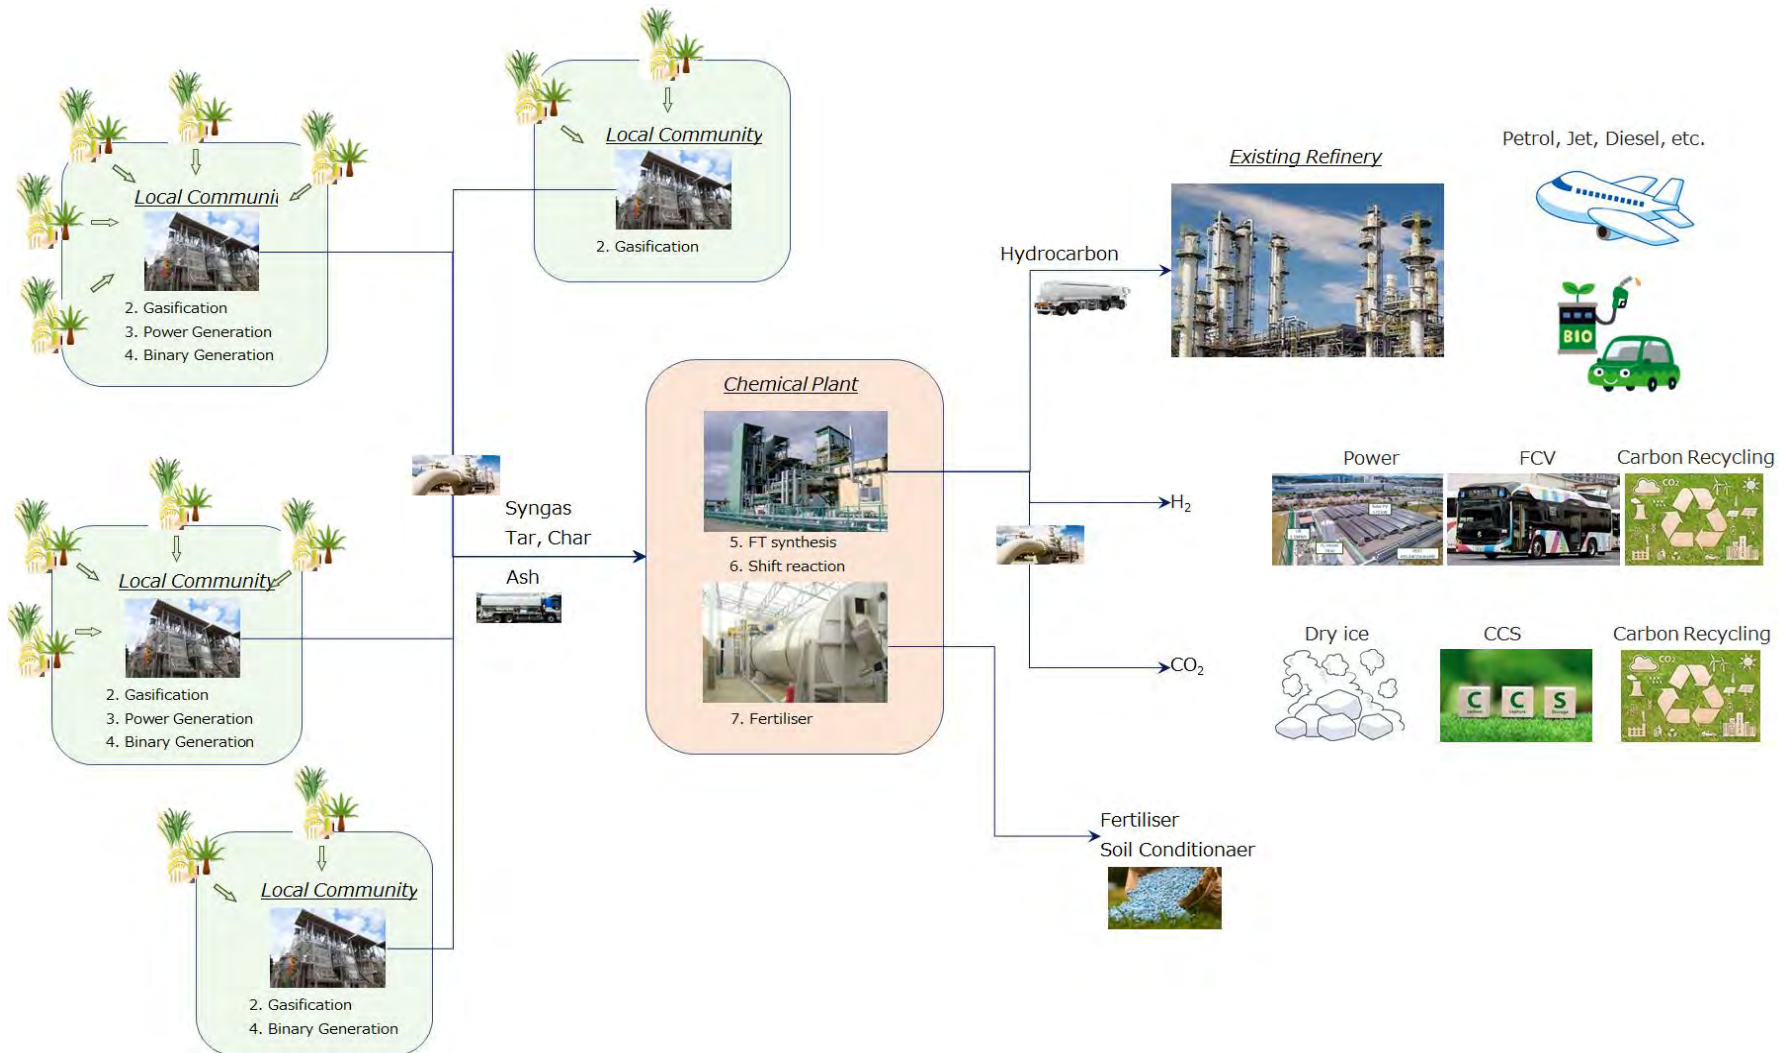 Local Communit
2. Gasification
3. Power Generation
4. Binary Generation
Local Community
2. Gasification
Local Community
2. Gasification
3. Power Generation
4. Binary Generation
Local Community
2. Gasification
4. Binary Generation
Syngas
Tar, Char
Ash
Chemical Plant
5. FT synthesis
6. Shift reaction
7. Fertiliser
Hydrocarbon
Existing Refinery
Petrol, Jet, Diesel, etc.
BIO
H2
Power
FCV
Carbon Recycling
CO2
CO2
Dry ice
CCS
C C S
Carbon Recycling
CO2
Fertiliser
Soil Conditionaer